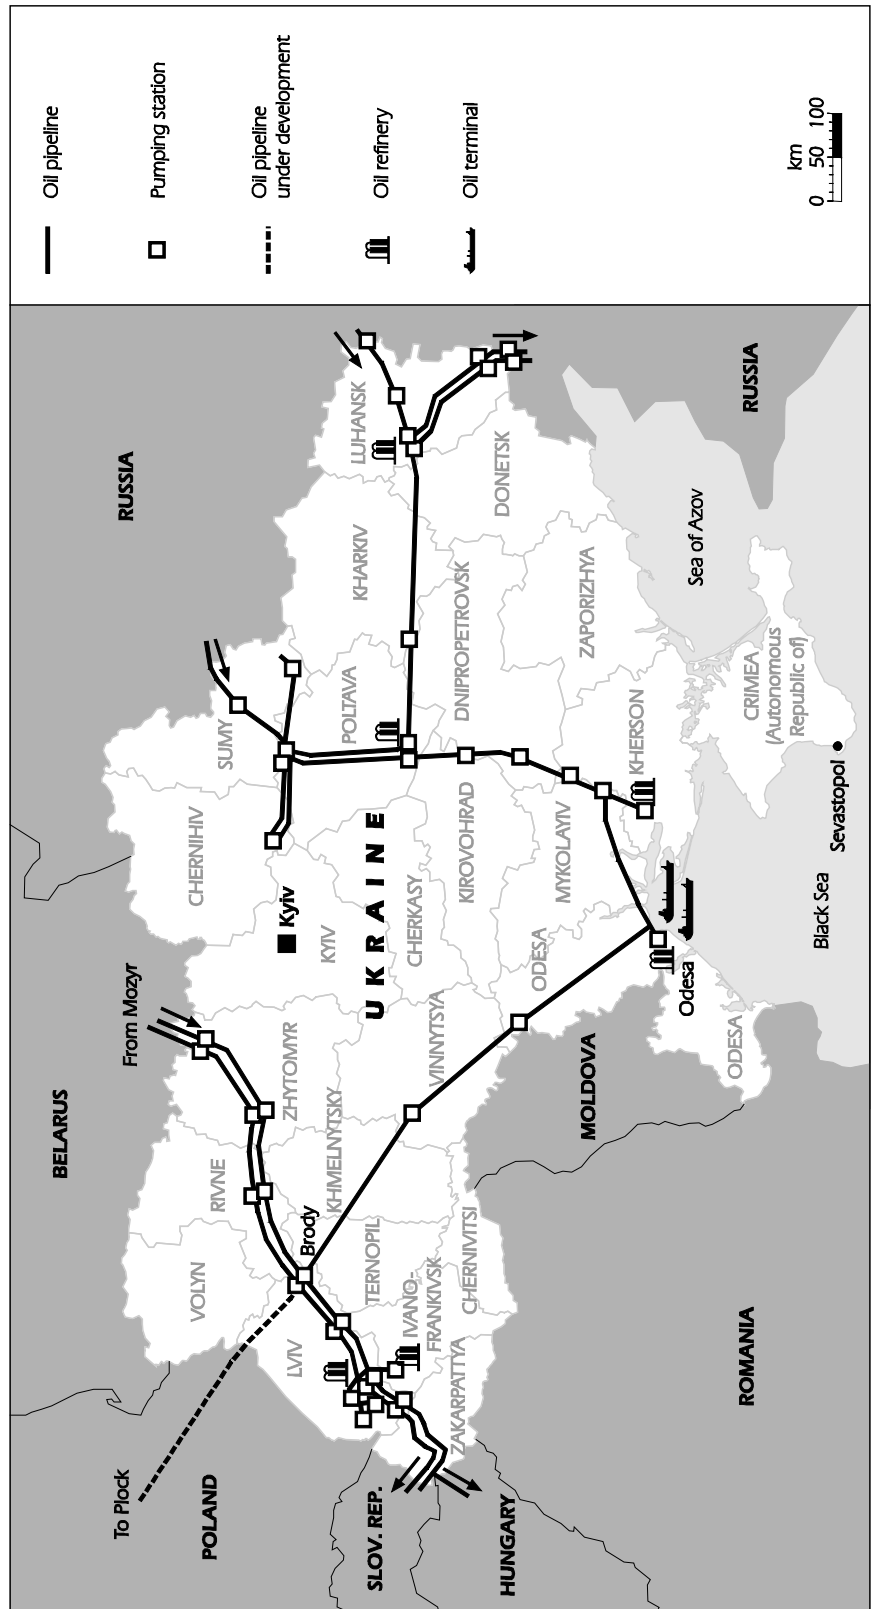 Oil pipeline
Pumping station
Oil pipeline
under development
Oil refinery
Oil terminal
km
0 50 100
RUSSIA
BELARUS
From Mozyr
To Plock
POLAND
SLOV. REP.
HUNGARY
ROMANIA
MOLDOVA
RUSSIA
Sea of Azov
Black Sea
UKRAINE
VOLYN
RIVNE
ZHYTOMYR
KYIV
Kyiv
CHERNIHIV
SUMY
LVIV
Brody
TERNOPIL
KHMELNYTSKY
VINNYTSYA
CHERKASY
POLTAVA
KHARKIV
LUHANSK
ZAKARPATTYA
IVANO-
FRANKIVSK
CHERNIVITSI
KIROVOHRAD
DNIPROPETROVSK
DONETSK
ODESA
MYKOLAYIV
KHERSON
ZAPORIZHYA
Odesa
ODESA
CRIMEA
(Autonomous
Republic of)
Sevastopol